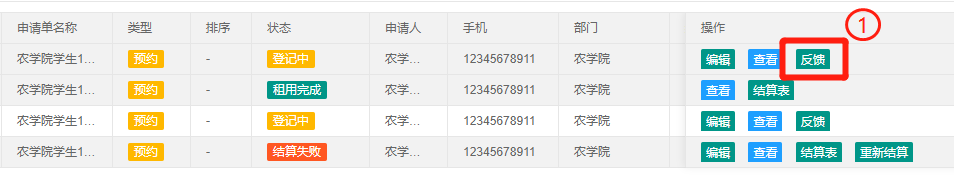 ①
申请单名称 类型 排序 状态 申请人 手机 部门 操作
农学院学生1... 预约 - 登记中 农学... 12345678911 农学院 编辑 查看 反馈
农学院学生1... 预约 - 租用完成 农学... 12345678911 农学院 查看 结算表
农学院学生1... 预约 - 登记中 农学... 12345678911 农学院 编辑 查看 反馈
农学院学生1... 预约 - 结算失败 农学... 12345678911 农学院 编辑 查看 结算表 重新结算